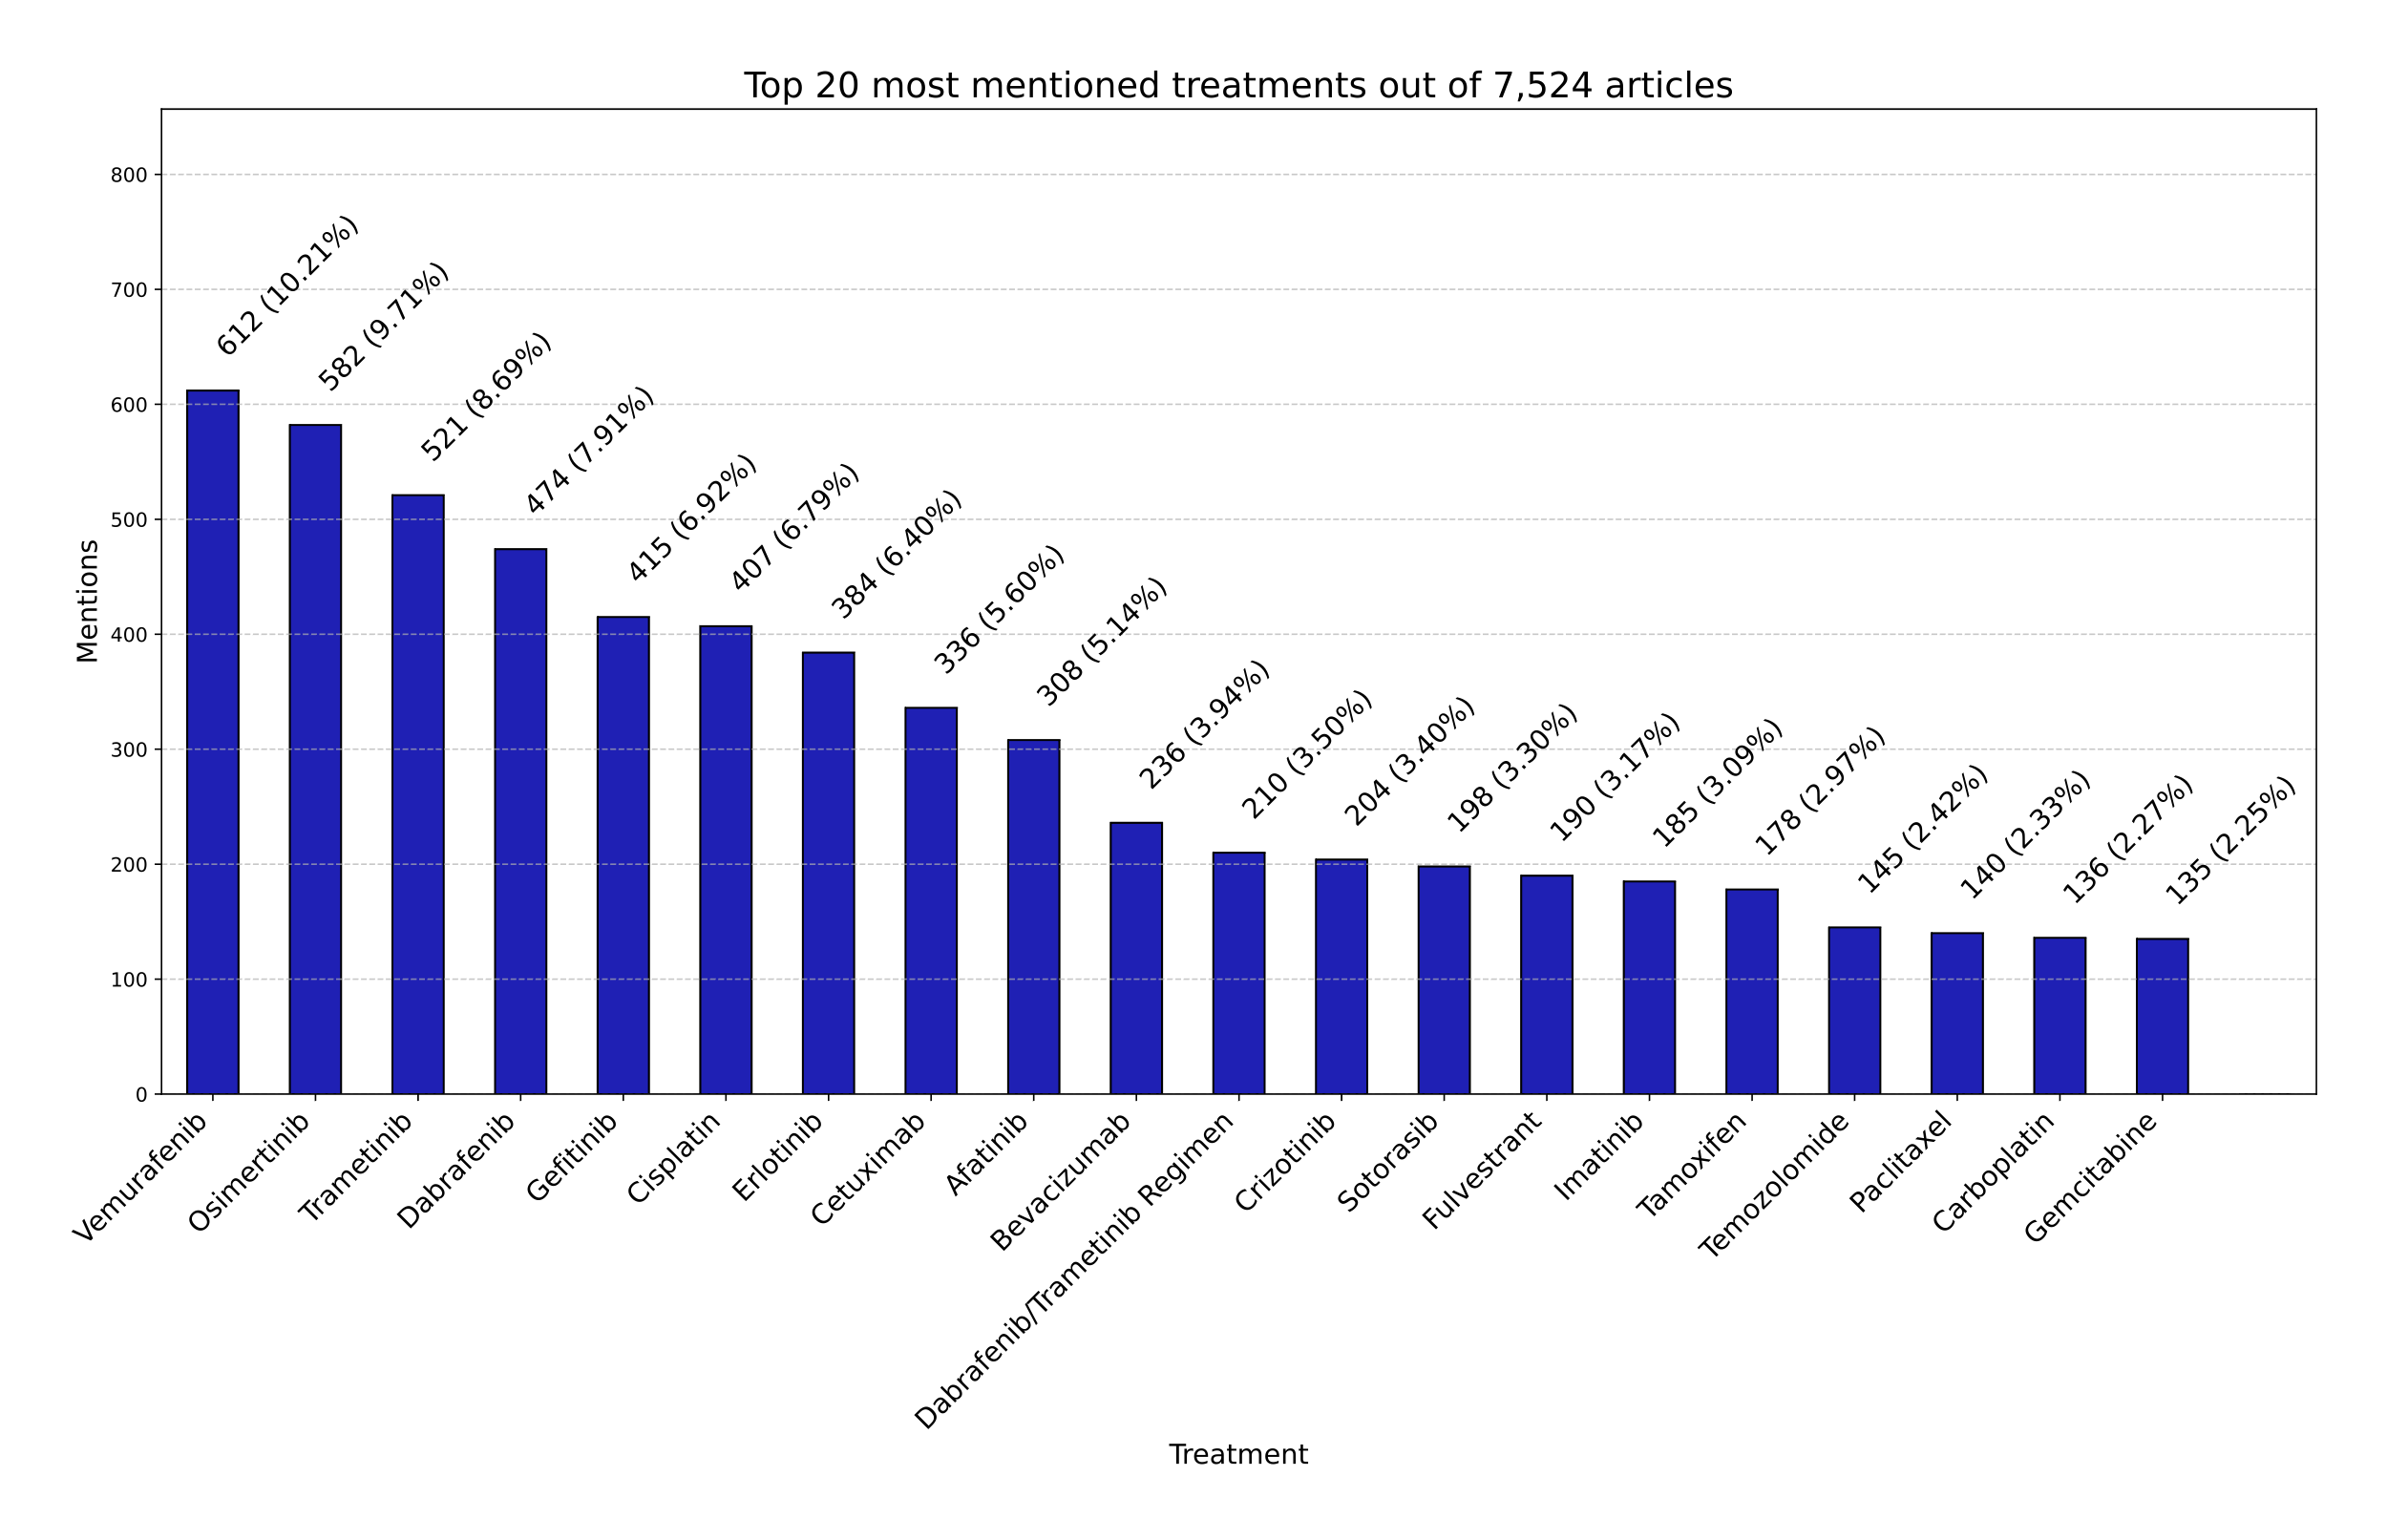 Top 20 most mentioned treatments out of 7,524 articles
Mentions
800
700
600
500
400
300
200
100
0
612 (10.21%)
582 (9.71%)
521 (8.69%)
474 (7.91%)
415 (6.92%)
407 (6.79%)
384 (6.40%)
336 (5.60%)
308 (5.14%)
236 (3.94%)
210 (3.50%)
204 (3.40%)
198 (3.30%)
190 (3.17%)
185 (3.09%)
178 (2.97%)
145 (2.42%)
140 (2.33%)
136 (2.27%)
135 (2.25%)
Vemurafenib
Osimertinib
Trametinib
Dabrafenib
Gefitinib
Cisplatin
Erlotinib
Cetuximab
Afatinib
Bevacizumab
Dabrafenib/Trametinib Regimen
Crizotinib
Sotorasib
Fulvestrant
Imatinib
Tamoxifen
Temozolomide
Paclitaxel
Carboplatin
Gemcitabine
Treatment